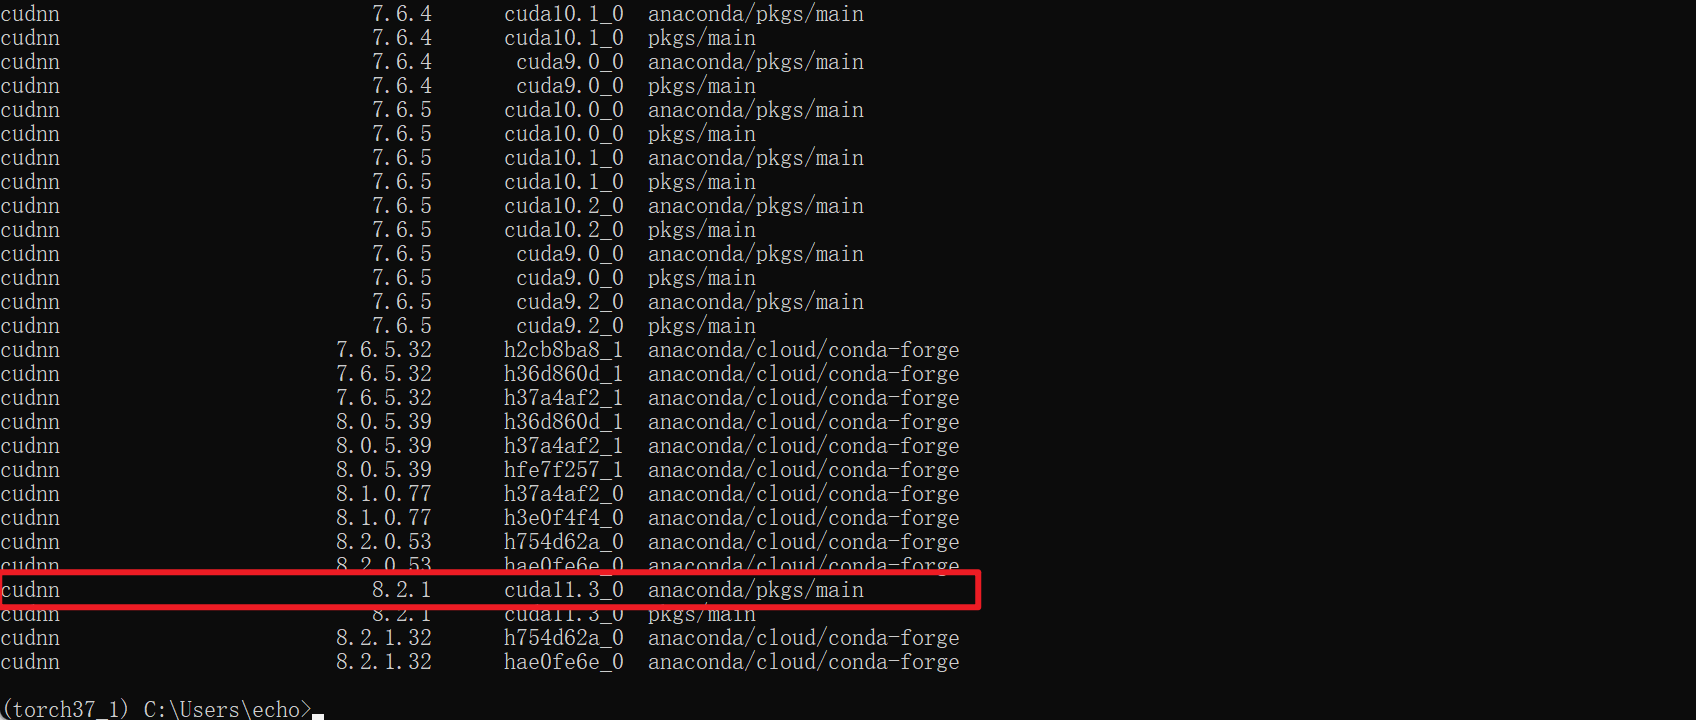 cudnn 7.6.4 cuda10.1_0 anaconda/pkgs/main
cudnn 7.6.4 cuda10.1_0 pkgs/main
cudnn 7.6.4 cuda9.0_0 anaconda/pkgs/main
cudnn 7.6.4 cuda9.0_0 pkgs/main
cudnn 7.6.5 cuda10.0_0 anaconda/pkgs/main
cudnn 7.6.5 cuda10.0_0 pkgs/main
cudnn 7.6.5 cuda10.1_0 anaconda/pkgs/main
cudnn 7.6.5 cuda10.1_0 pkgs/main
cudnn 7.6.5 cuda10.2_0 anaconda/pkgs/main
cudnn 7.6.5 cuda10.2_0 pkgs/main
cudnn 7.6.5 cuda9.0_0 anaconda/pkgs/main
cudnn 7.6.5 cuda9.0_0 pkgs/main
cudnn 7.6.5 cuda9.2_0 anaconda/pkgs/main
cudnn 7.6.5 cuda9.2_0 pkgs/main
cudnn 7.6.5.32 h2cb8ba8_1 anaconda/cloud/conda-forge
cudnn 7.6.5.32 h36d860d_1 anaconda/cloud/conda-forge
cudnn 7.6.5.32 h37a4af2_1 anaconda/cloud/conda-forge
cudnn 8.0.5.39 h36d860d_1 anaconda/cloud/conda-forge
cudnn 8.0.5.39 h37a4af2_1 anaconda/cloud/conda-forge
cudnn 8.0.5.39 hfe7f257_1 anaconda/cloud/conda-forge
cudnn 8.1.0.77 h37a4af2_0 anaconda/cloud/conda-forge
cudnn 8.1.0.77 h3e0f4f4_0 anaconda/cloud/conda-forge
cudnn 8.2.0.53 h754d62a_0 anaconda/cloud/conda-forge
cudnn 8.2.0.53 hae0fe6e_0 anaconda/cloud/conda-forge
cudnn 8.2.1 cuda11.3_0 anaconda/pkgs/main
cudnn 8.2.1 cuda11.3_0 pkgs/main
cudnn 8.2.1.32 h754d62a_0 anaconda/cloud/conda-forge
cudnn 8.2.1.32 hae0fe6e_0 anaconda/cloud/conda-forge
(torch37_1) C:\Users\echo>